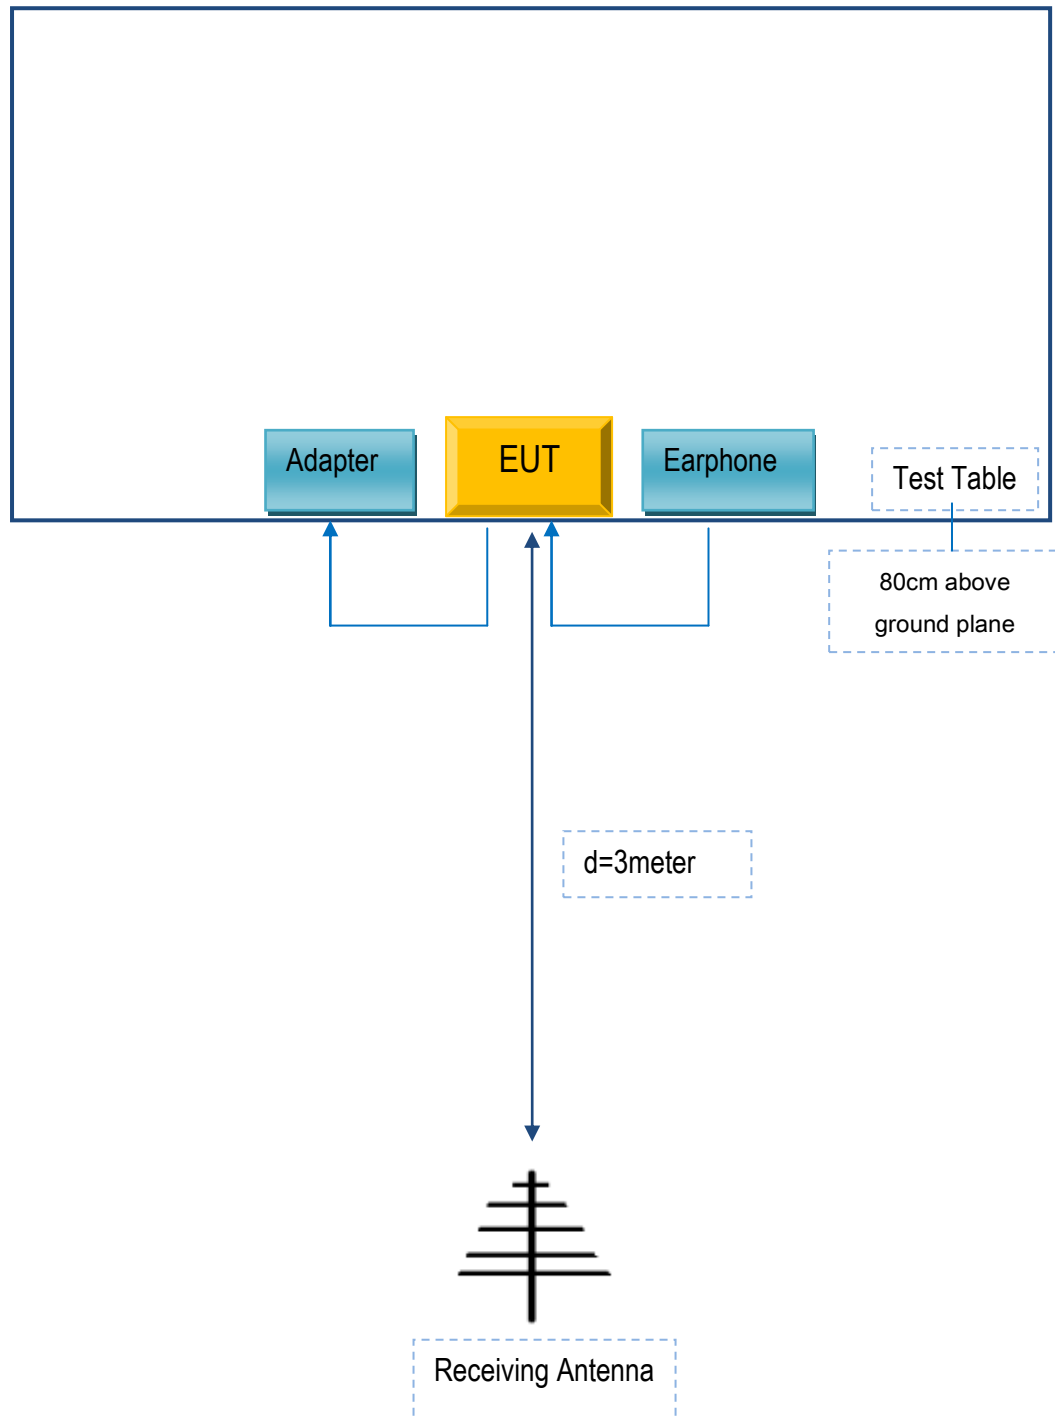 Adapter
EUT
Earphone
Test Table
80cm above
ground plane
d=3meter
Receiving Antenna